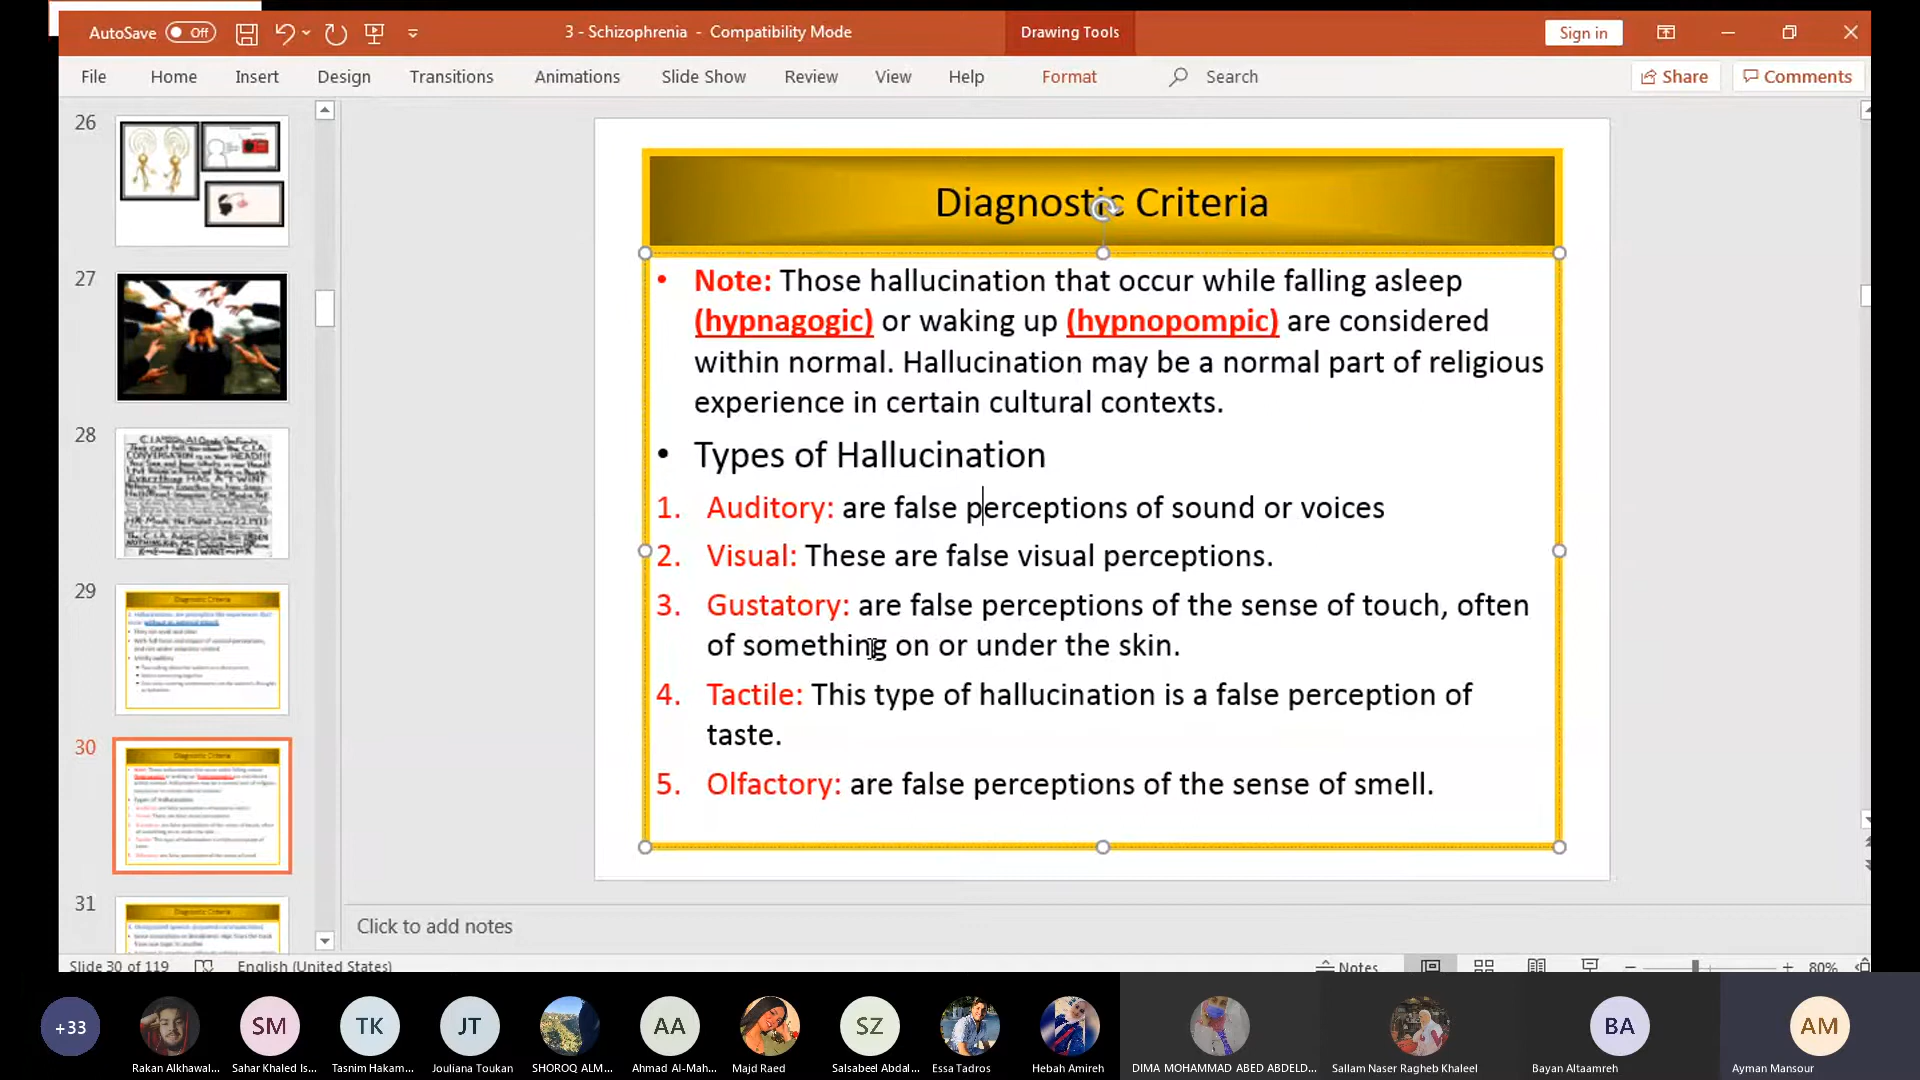 AutoSave Off
3 - Schizophrenia - Compatibility Mode
Drawing Tools
Sign in
File Home Insert Design Transitions Animations Slide Show Review View Help Format Search Share Comments
26
27
28
29
30
31
Diagnostic Criteria
• Note: Those hallucination that occur while falling asleep
(hypnagogic) or waking up (hypnopompic) are considered
within normal. Hallucination may be a normal part of religious
experience in certain cultural contexts.
• Types of Hallucination
1. Auditory: are false perceptions of sound or voices
2. Visual: These are false visual perceptions.
3. Gustatory: are false perceptions of the sense of touch, often
of something on or under the skin.
4. Tactile: This type of hallucination is a false perception of
taste.
5. Olfactory: are false perceptions of the sense of smell.
Click to add notes
Slide 30 of 119 English (United States) Notes 80%
+33 SM TK JT AA SZ BA AM
Rakan Alkhawal... Sahar Khaled Is... Tasnim Hakam... Jouliana Toukan SHOROQ ALM... Ahmad Al-Mah... Majd Raed Salsabeel Abdal... Essa Tadros Hebah Amireh DIMA MOHAMMAD ABED ABDELD... Sallam Naser Ragheb Khaleel Bayan Altaamreh Ayman Mansour